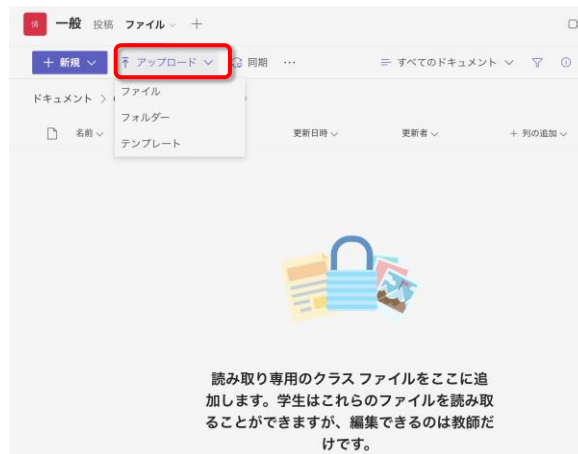 情 一般 投稿 ファイル
+ 新規 アップロード 同期 … すべてのドキュメント
ドキュメント >
ファイル
フォルダー
テンプレート
名前 更新日時 更新者 + 列の追加
読み取り専用のクラス ファイルをここに追
加します。学生はこれらのファイルを読み取
ることができますが、編集できるのは教師だ
けです。